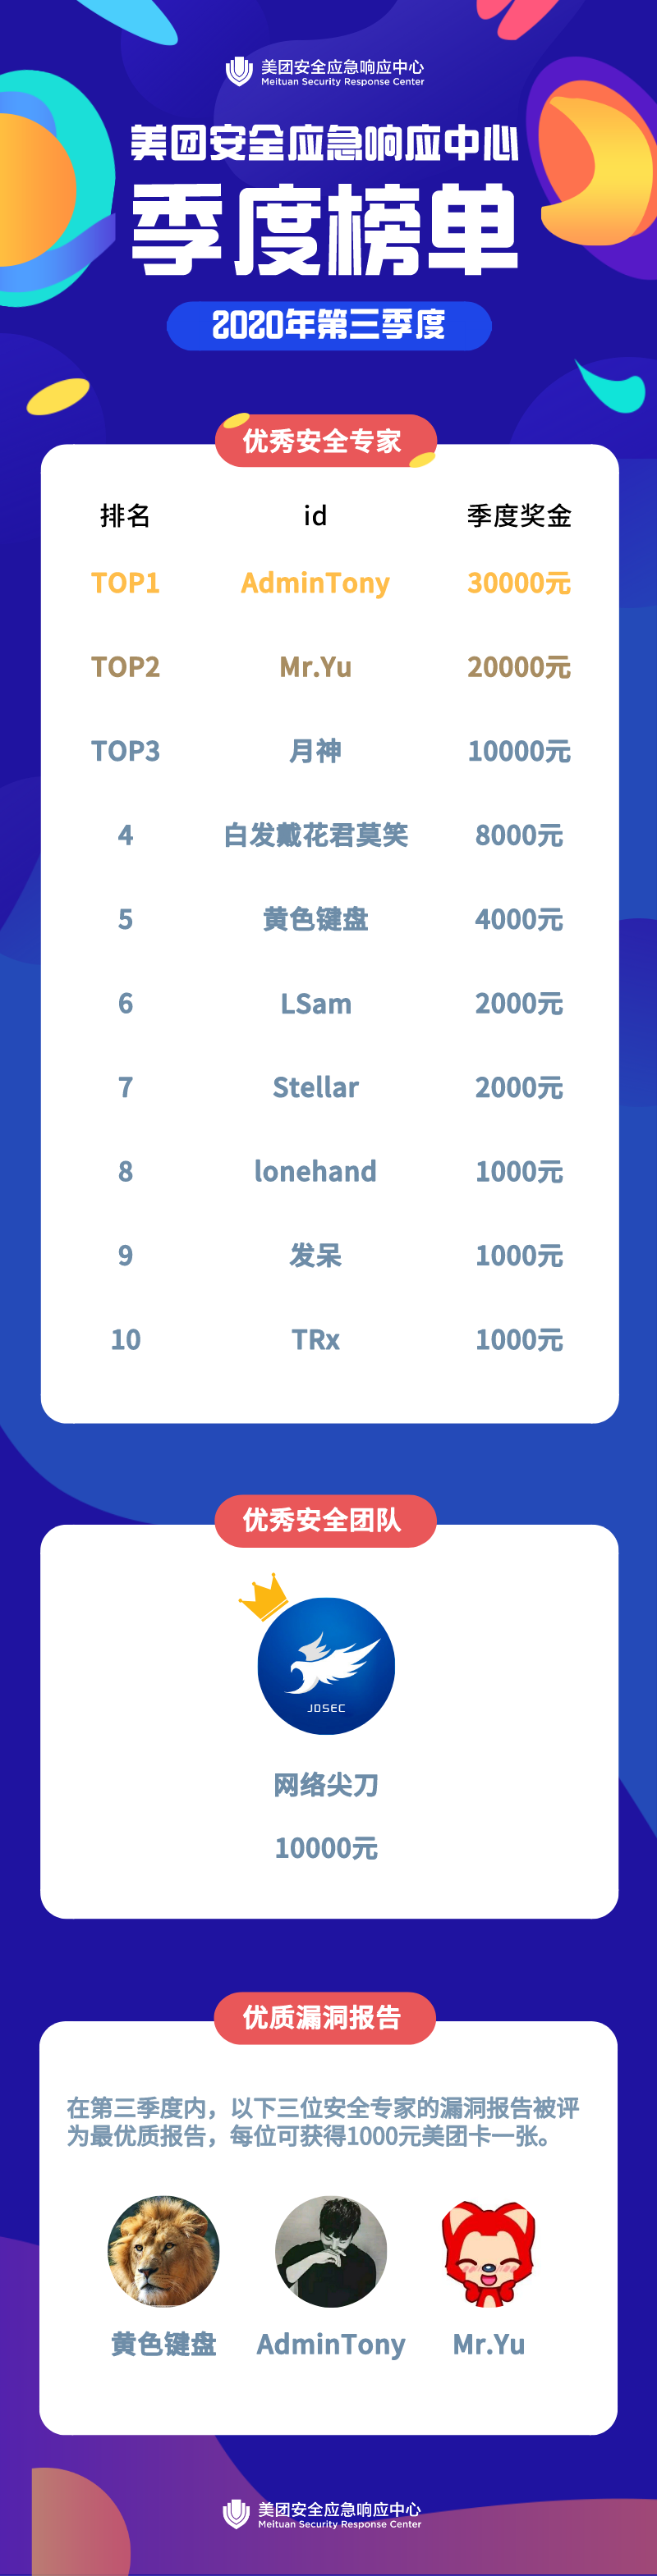 美团安全应急响应中心
Meituan Security Response Center
美团安全应急响应中心
季度榜单
2020年第三季度
优秀安全专家
排名 id 季度奖金
TOP1 AdminTony 30000元
TOP2 Mr.Yu 20000元
TOP3 月神 10000元
4 白发戴花君莫笑 8000元
5 黄色键盘 4000元
6 LSam 2000元
7 Stellar 2000元
8 lonehand 1000元
9 发呆 1000元
10 TRx 1000元
优秀安全团队
JDSEC
网络尖刀
10000元
优质漏洞报告
在第三季度内，以下三位安全专家的漏洞报告被评
为最优质报告，每位可获得1000元美团卡一张。
黄色键盘 AdminTony Mr.Yu
美团安全应急响应中心
Meituan Security Response Center